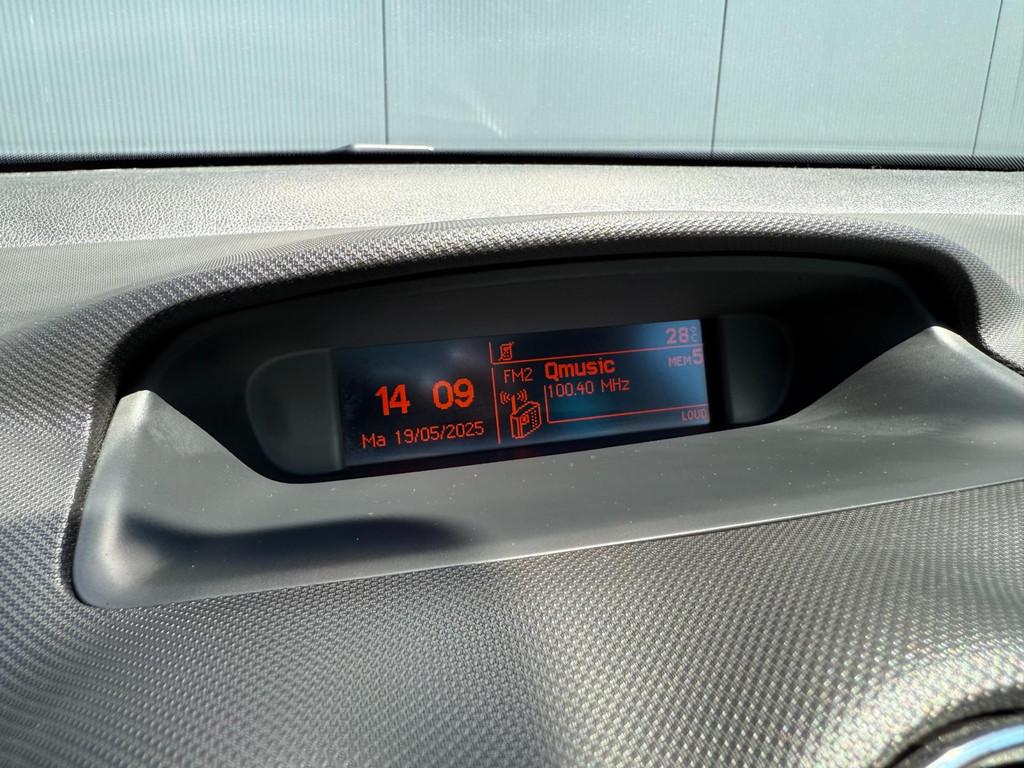 14 09
Ma 19/05/2025
28°C
FM2 Qmusic MEM5
100.40 MHz
LOUD